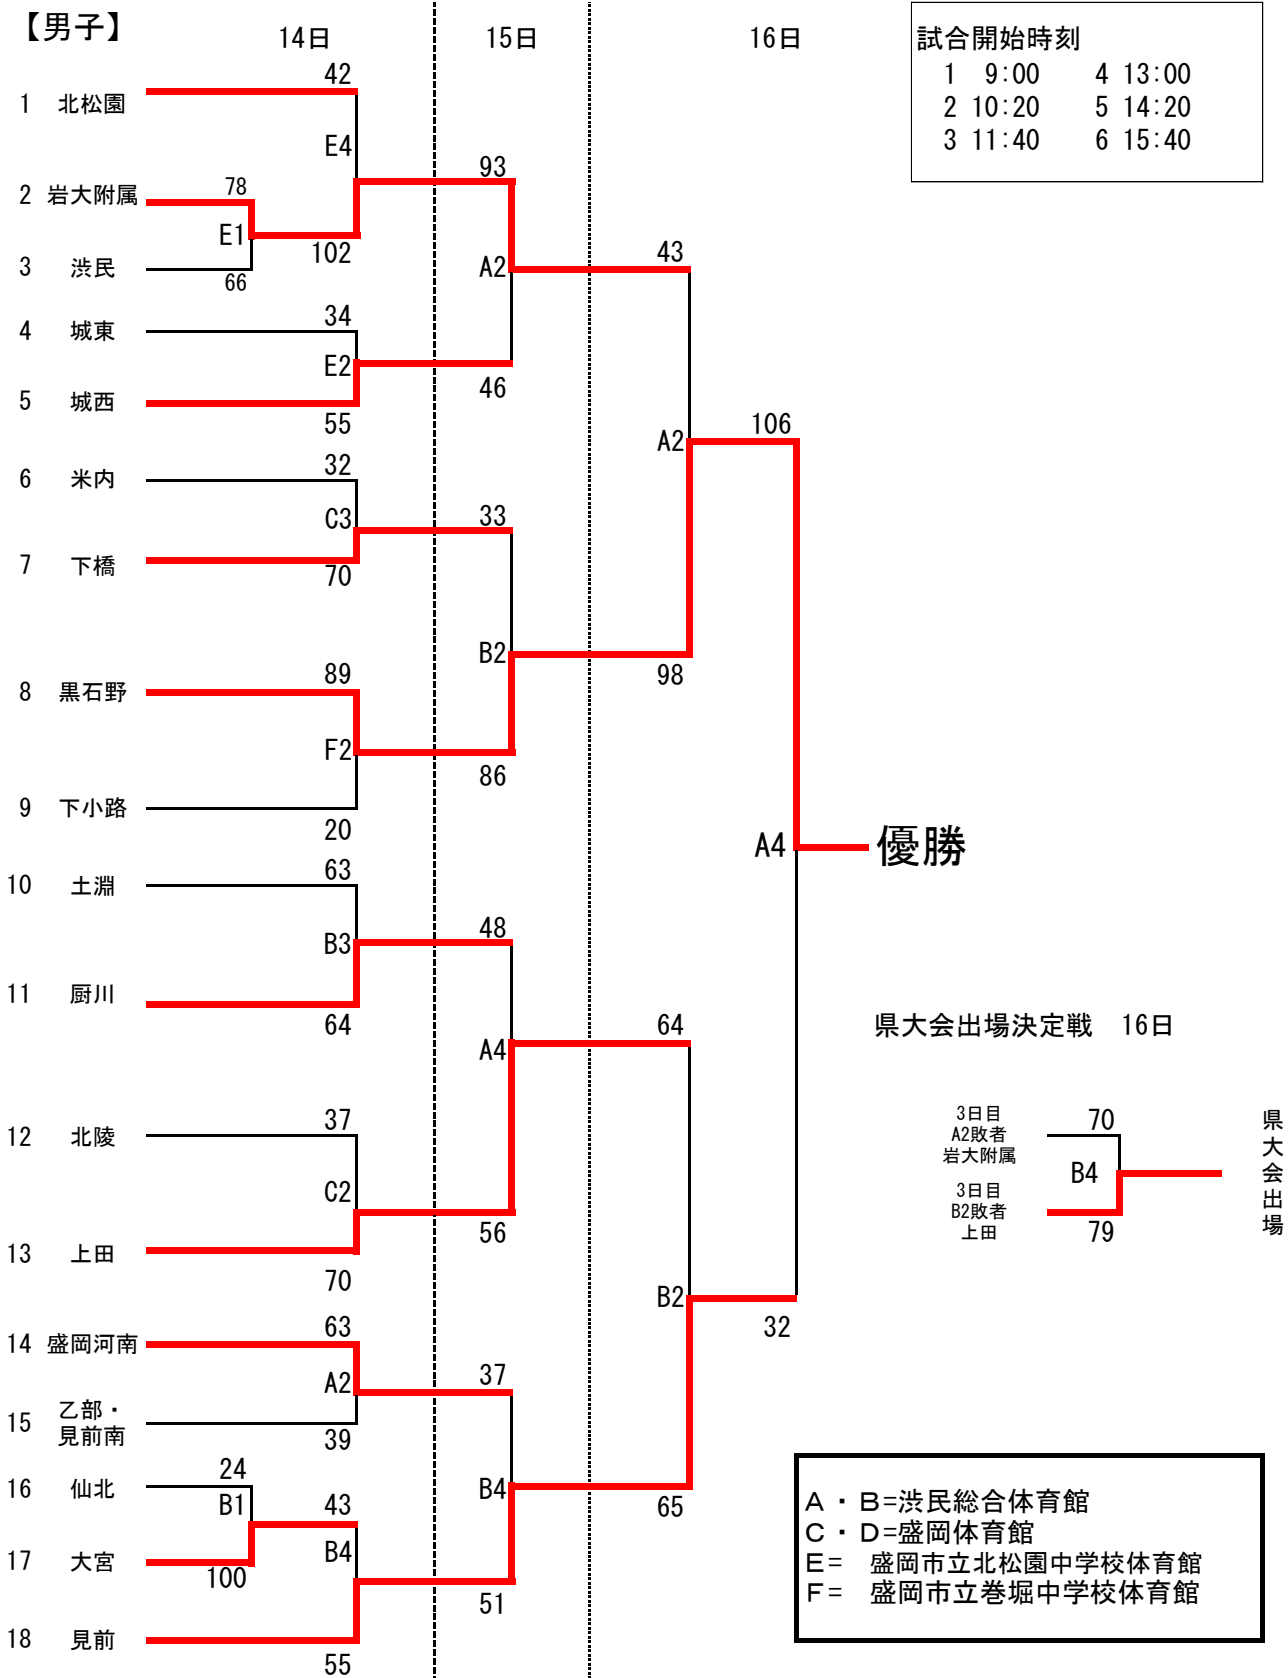 【男子】
14日
15日
16日
試合開始時刻
1 9:00 4 13:00
2 10:20 5 14:20
3 11:40 6 15:40
42
1 北松園
E4
93
2 岩大附属
78
E1
102
3 渋民
66
A2
43
4 城東
34
E2
46
5 城西
55
A2
106
6 米内
32
C3
33
7 下橋
70
B2
98
8 黒石野
89
F2
86
9 下小路
20
A4
優勝
10 土淵
63
B3
48
11 厨川
64
A4
64
12 北陵
37
C2
56
13 上田
70
B2
32
14 盛岡河南
63
A2
37
15 乙部・
見前南
39
16 仙北
24
B1
43
B4
65
17 大宮
100
B4
51
18 見前
55
県大会出場決定戦 16日
3日目
A2敗者
岩大附属
70
B4
3日目
B2敗者
上田
79
県大会出場
A・B=渋民総合体育館
C・D=盛岡体育館
E= 盛岡市立北松園中学校体育館
F= 盛岡市立巻堀中学校体育館